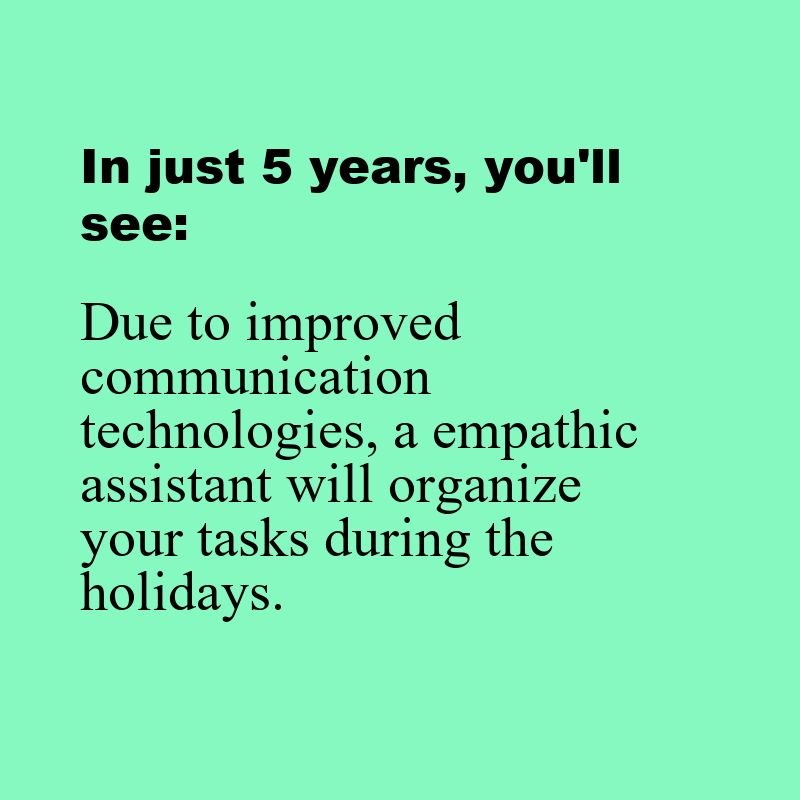 In just 5 years, you'll
see:
Due to improved
communication
technologies, a empathic
assistant will organize
your tasks during the
holidays.